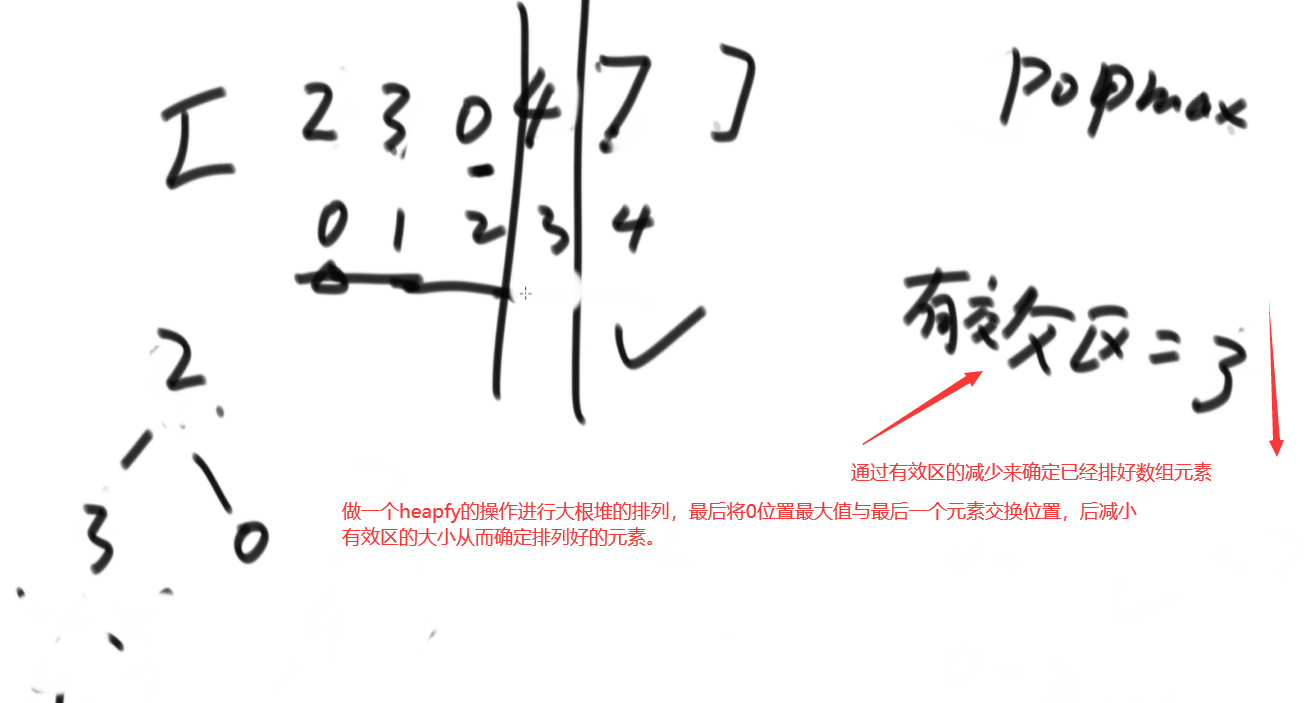 [ 2 3 0 4 7 ]
popmax
0 1 2 3 4
有效区 = 3
2
3 0
通过有效区的减少来确定已经排好数组元素
做一个heapfy的操作进行大根堆的排列，最后将0位置最大值与最后一个元素交换位置，后减小
有效区的大小从而确定排列好的元素。